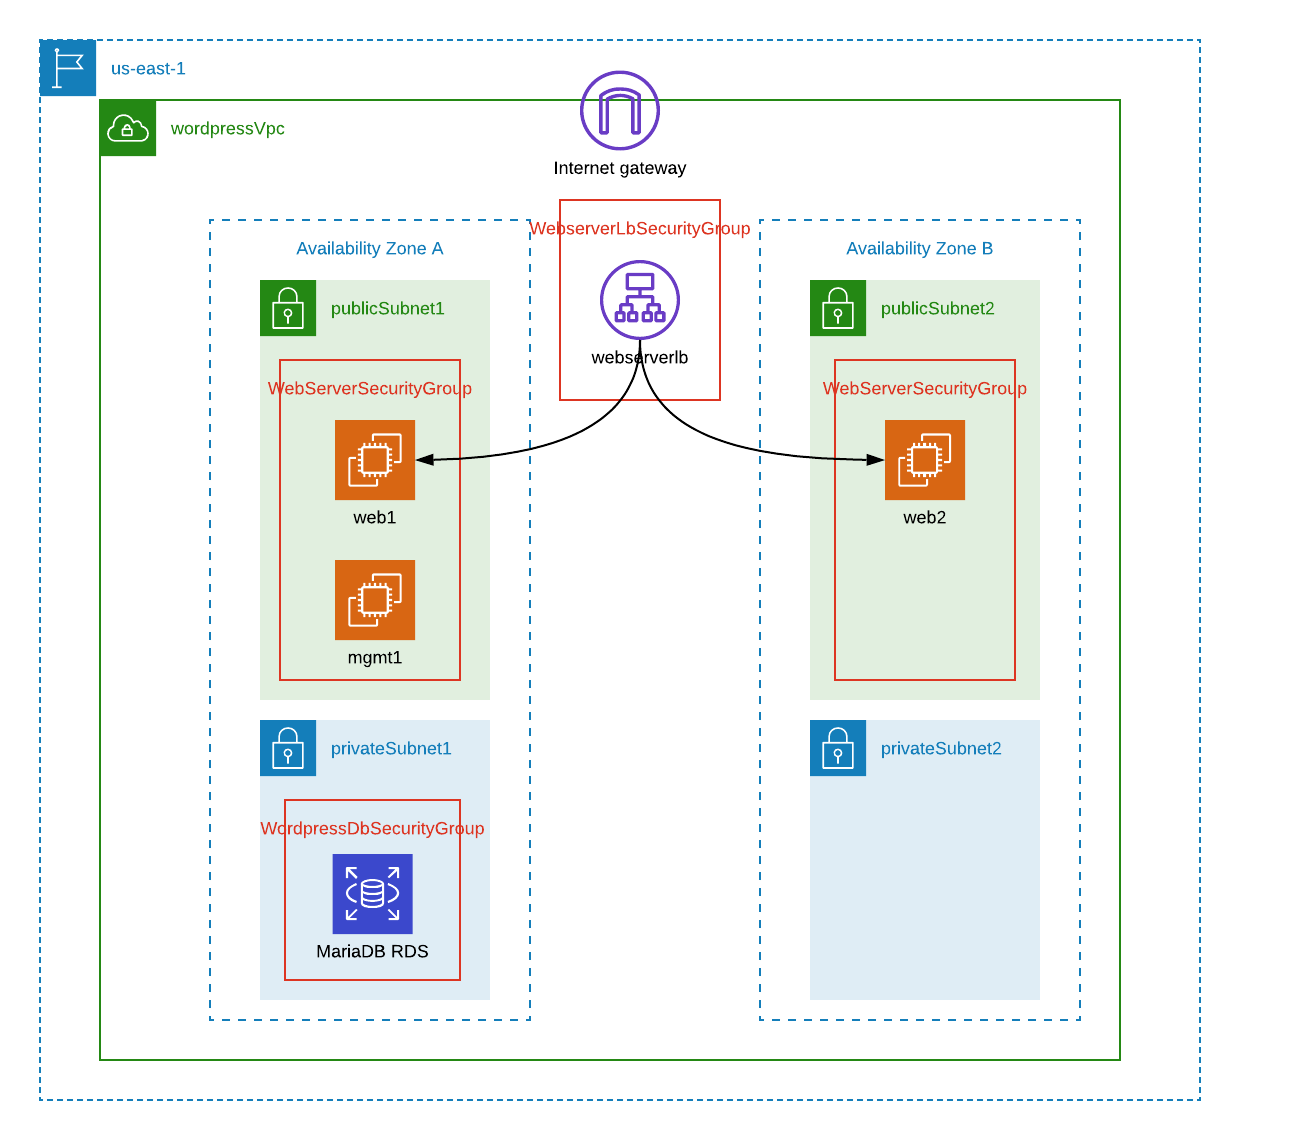 us-east-1
wordpressVpc
Internet gateway
WebserverLbSecurityGroup
webserverlb
Availability Zone A
publicSubnet1
WebServerSecurityGroup
web1
mgmt1
privateSubnet1
WordpressDbSecurityGroup
MariaDB RDS
Availability Zone B
publicSubnet2
WebServerSecurityGroup
web2
privateSubnet2